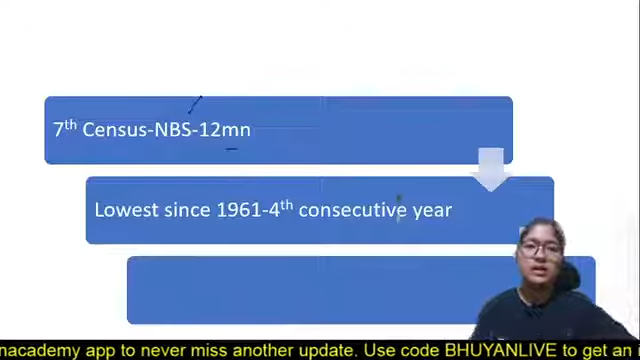 7th Census-NBS-12mn
Lowest since 1961-4th consecutive year
nacademy app to never miss another update. Use code BHUYANLIVE to get an